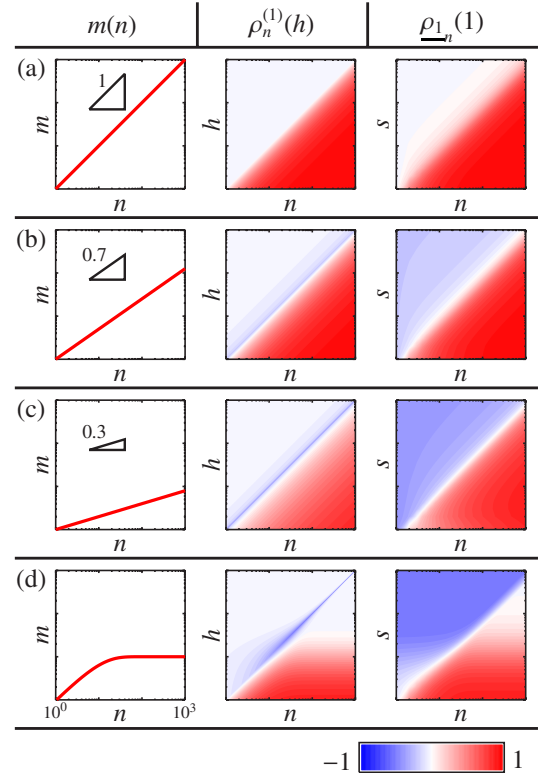 m(n) ρₙ⁽¹⁾(h) ρ₁ₙ(1)
(a) 1 m n h n s n
(b) 0.7 m n h n s n
(c) 0.3 m n h n s n
(d) m h s
10⁰ n 10³ n n
−1 1